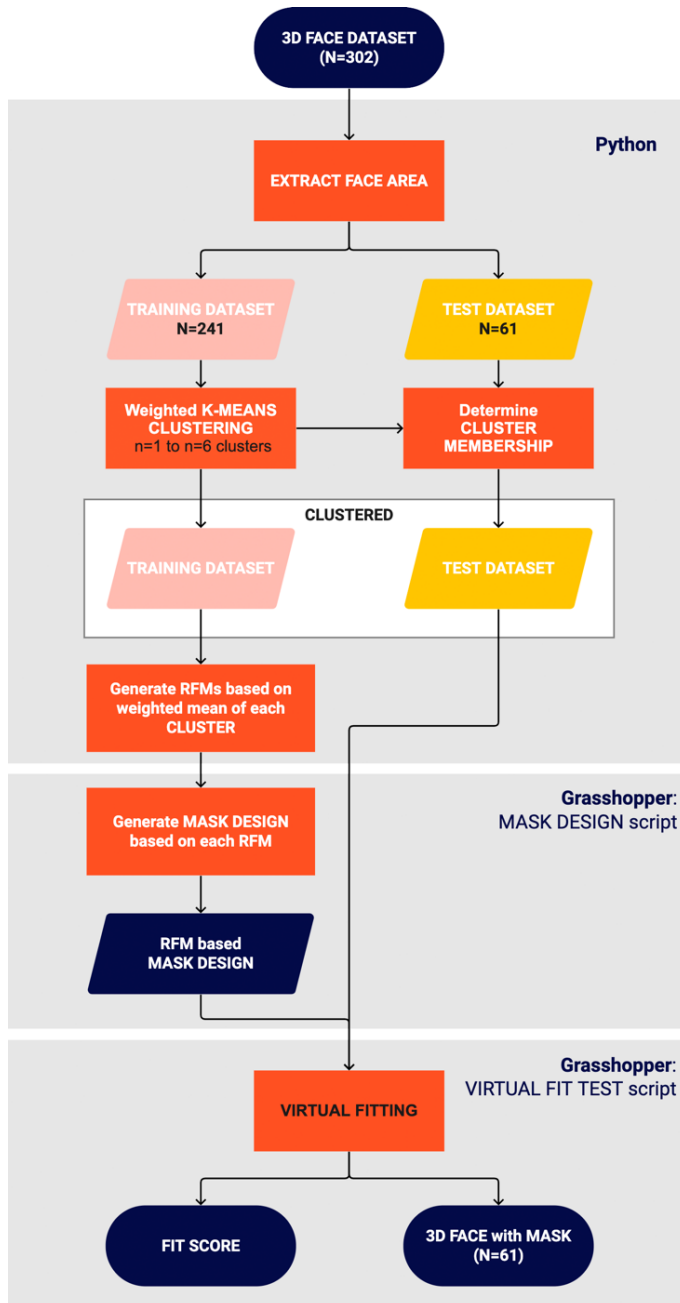 3D FACE DATASET
(N=302)
Python
EXTRACT FACE AREA
TRAINING DATASET
N=241
TEST DATASET
N=61
Weighted K-MEANS
CLUSTERING
n=1 to n=6 clusters
Determine
CLUSTER
MEMBERSHIP
CLUSTERED
TRAINING DATASET
TEST DATASET
Generate RFMs based on
weighted mean of each
CLUSTER
Grasshopper:
MASK DESIGN script
Generate MASK DESIGN
based on each RFM
RFM based
MASK DESIGN
Grasshopper:
VIRTUAL FIT TEST script
VIRTUAL FITTING
FIT SCORE
3D FACE with MASK
(N=61)